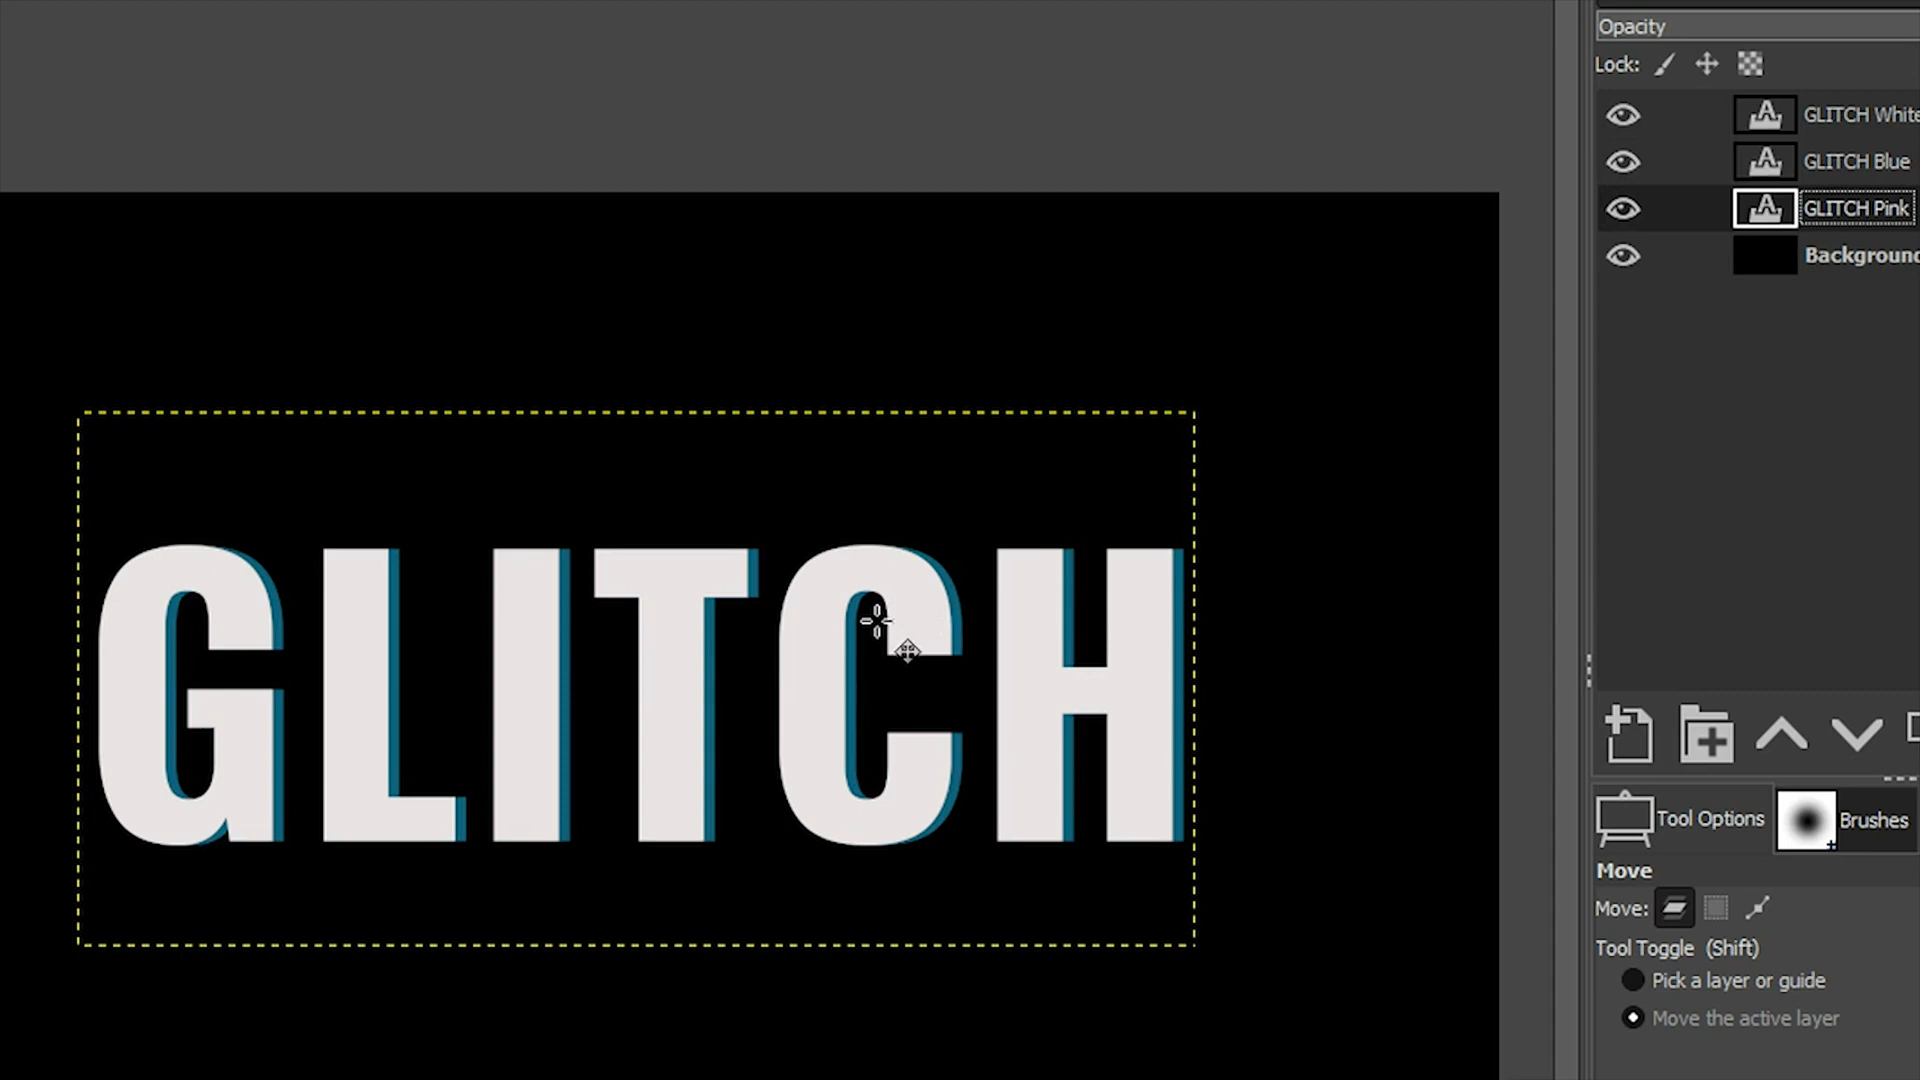 Opacity
Lock:
GLITCH White
GLITCH Blue
GLITCH Pink
Background
GLITCH
Tool Options
Brushes
Move
Move:
Tool Toggle (Shift)
Pick a layer or guide
Move the active layer